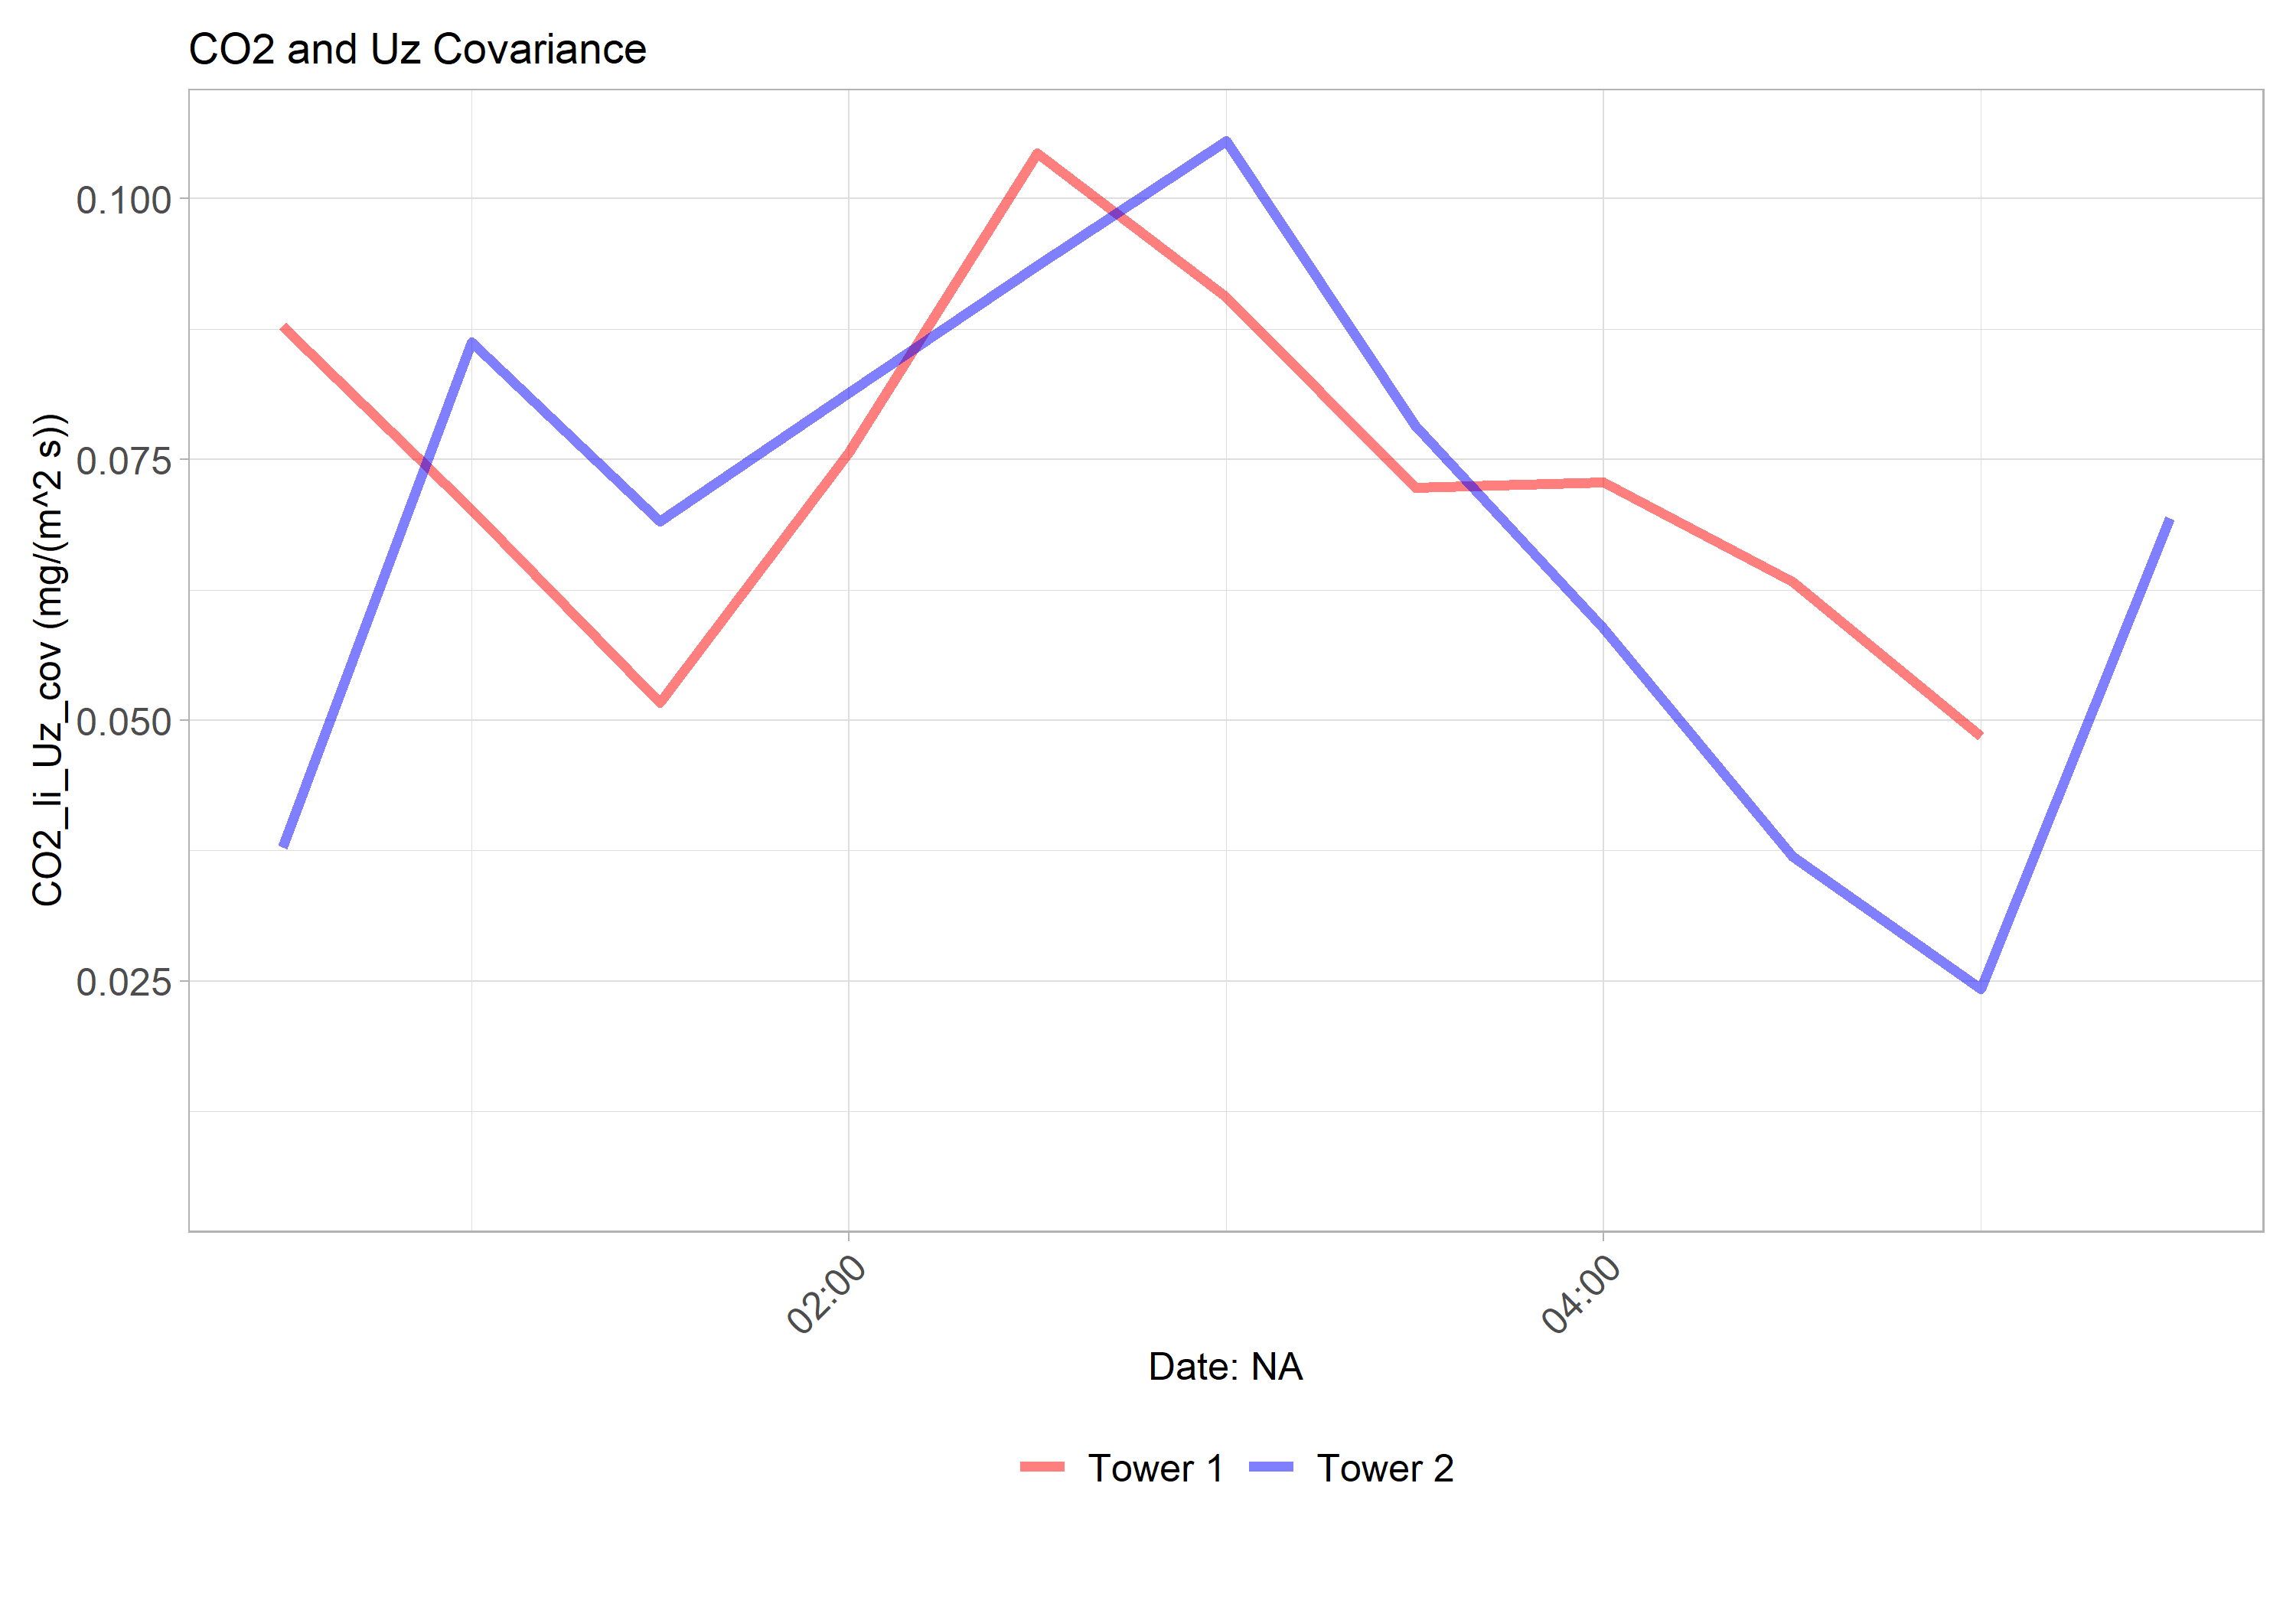 CO2 and Uz Covariance
CO2_li_Uz_cov (mg/(m^2 s))
0.100
0.075
0.050
0.025
02:00
04:00
Date: NA
Tower 1
Tower 2